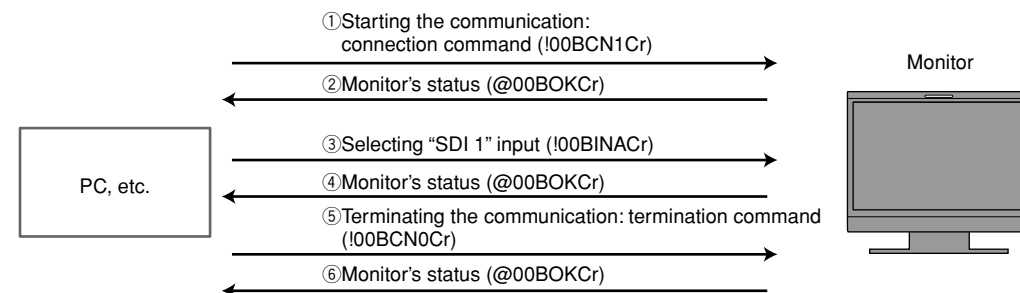 ①Starting the communication:
connection command (!00BCN1Cr)
Monitor
②Monitor’s status (@00BOKCr)
③Selecting “SDI 1” input (!00BINACr)
PC, etc.
④Monitor’s status (@00BOKCr)
⑤Terminating the communication: termination command
(!00BCN0Cr)
⑥Monitor’s status (@00BOKCr)